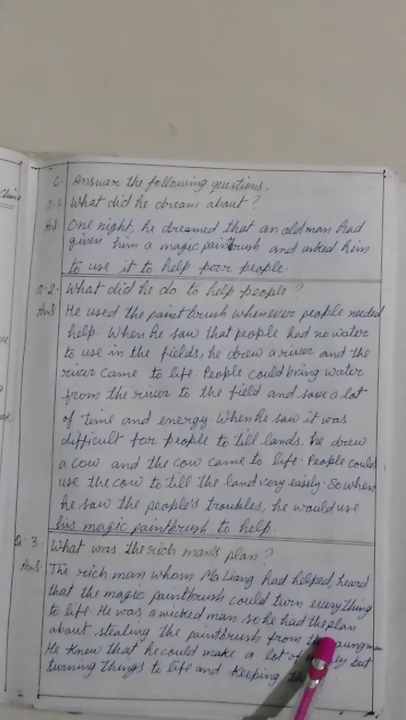 C. Answer the following questions.
Q-1. What did he dream about?
Ans. One night, he dreamed that an old man had
given him a magic paintbrush and asked him
to use it to help poor people.
Q-2. What did he do to help people?
Ans. He used the paint brush whenever people needed
help. When he saw that people had no water
to use in the fields, he drew a river and the
river came to life. People could bring water
from the river to the field and save a lot
of time and energy. When he saw it was
difficult for people to till lands, he drew
a cow and the cow came to life. People could
use the cow to till the land very easily. So when
he saw the people's troubles, he would use
his magic paintbrush to help.
Q-3. What was the rich man's plan?
Ans. The rich man whom Ma Liang had helped, heard
that the magic paintbrush could turn everything
to life. He was a wicked man so he had the plan
about stealing the paintbrush from the
He knew that he could make a lot of but
turning things to life and keeping